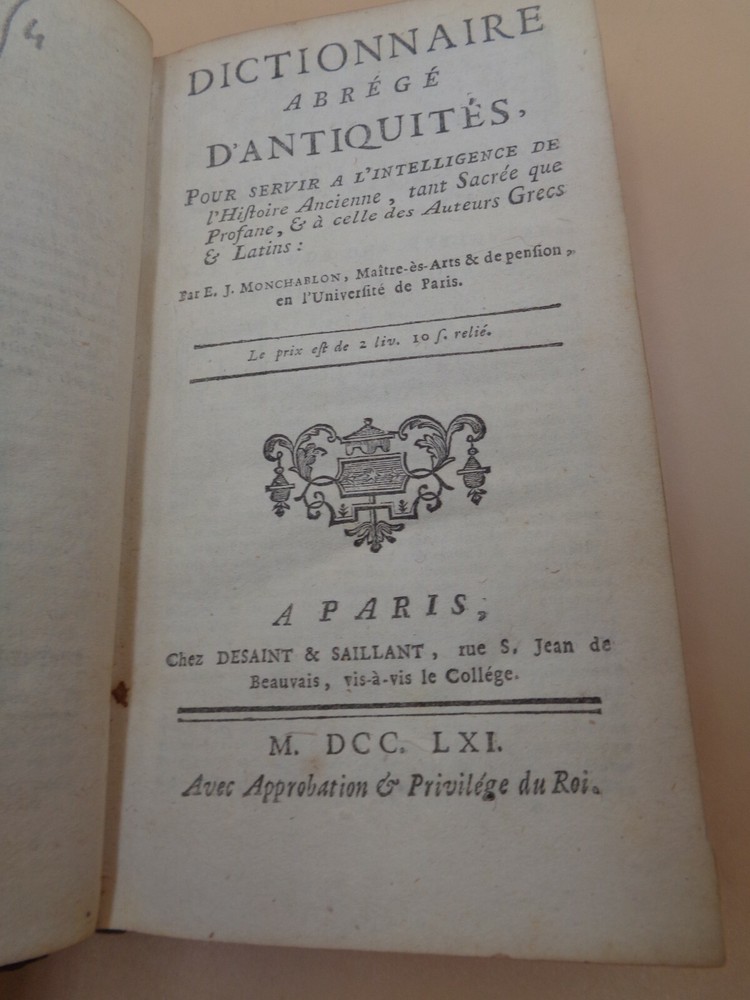 4
DICTIONNAIRE
ABRÉGÉ
D'ANTIQUITÉS,
POUR SERVIR A L'INTELLIGENCE DE
l'Hiſtoire Ancienne, tant Sacrée que
Profane, & à celle des Auteurs Grecs
& Latins :
Par E. J. MONCHABLON, Maître-ès-Arts & de penſion,
en l'Univerſité de Paris.
Le prix eſt de 2 liv. 10 ſ. relié.
A PARIS,
Chez DESAINT & SAILLANT, rue S. Jean de
Beauvais, vis-à-vis le Collége.
M. DCC. LXI.
Avec Approbation & Privilége du Roi.